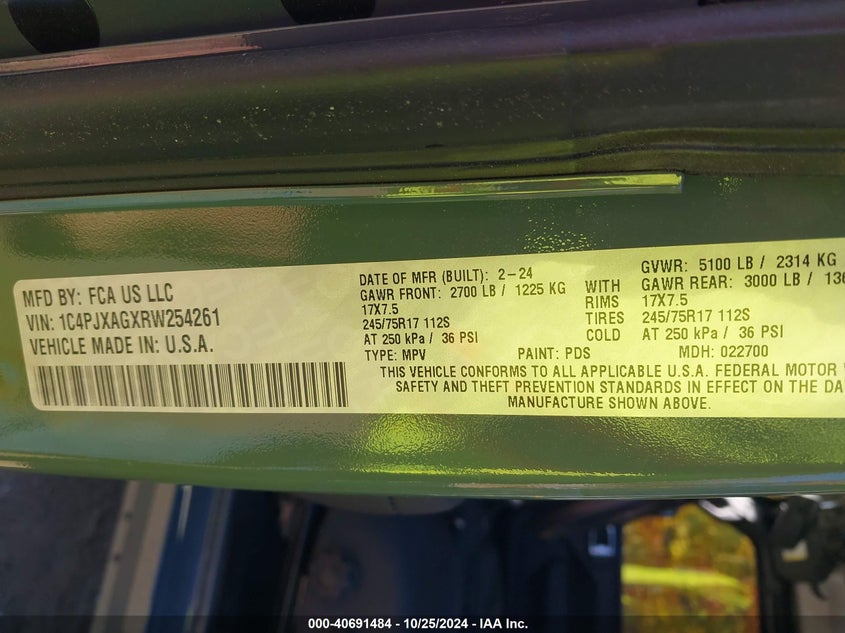 MFD BY: FCA US LLC
VIN: 1C4PJXAGXRW254261
VEHICLE MADE IN: U.S.A.
DATE OF MFR (BUILT): 2-24
GAWR FRONT: 2700 LB / 1225 KG
17X7.5
245/75R17 112S
AT 250 kPa / 36 PSI
WITH
RIMS
TIRES
COLD
GVWR: 5100 LB / 2314 KG
GAWR REAR: 3000 LB /
17X7.5
245/75R17 112S
AT 250 kPa / 36 PSI
TYPE: MPV PAINT: PDS MDH: 022700
THIS VEHICLE CONFORMS TO ALL APPLICABLE U.S.A. FEDERAL MOTOR
SAFETY AND THEFT PREVENTION STANDARDS IN EFFECT ON THE
MANUFACTURE SHOWN ABOVE.
000-40691484 - 10/25/2024 - IAA Inc.